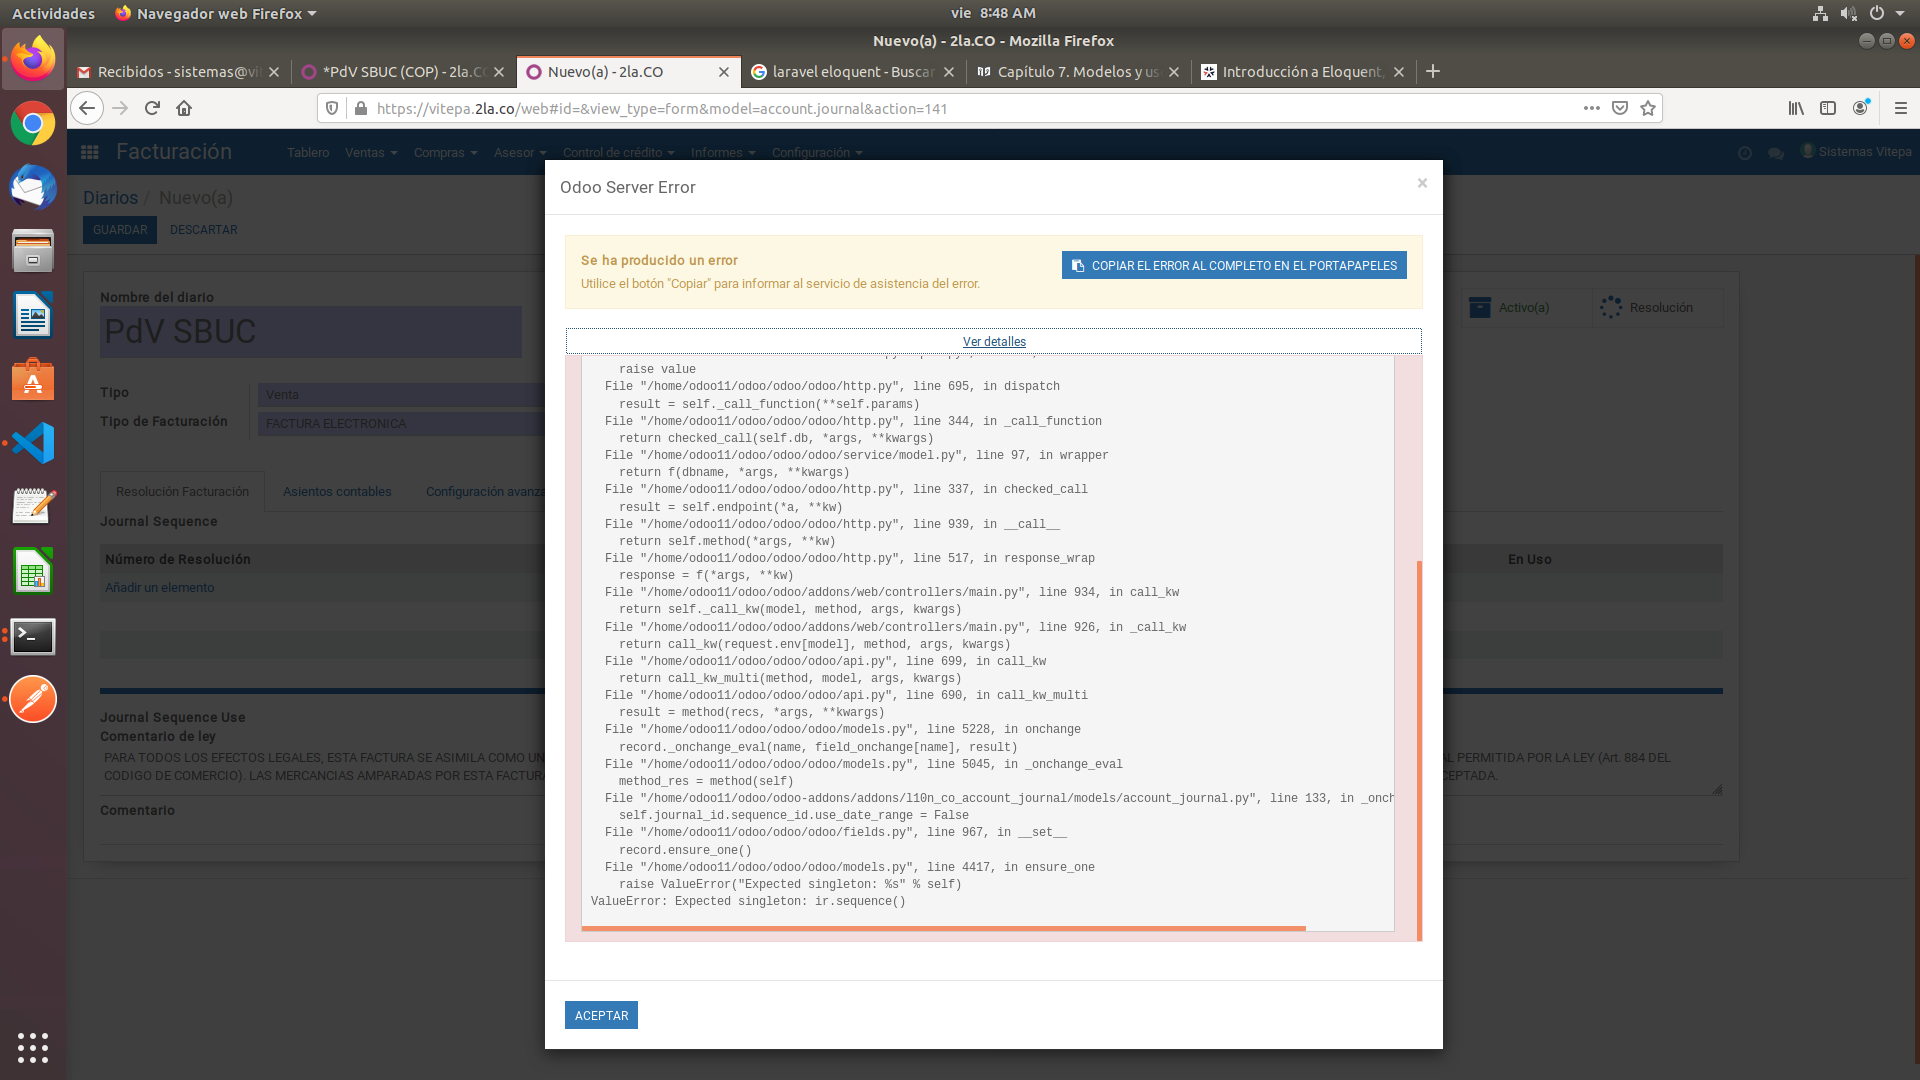 Actividades
Navegador web Firefox
vie 8:48 AM
Nuevo(a) - 2la.CO - Mozilla Firefox
Recibidos - sistemas@vi
*PdV SBUC (COP) - 2la.CO
Nuevo(a) - 2la.CO
laravel eloquent - Buscar
Capítulo 7. Modelos y us
Introducción a Eloquent,
https://vitepa.2la.co/web#id=&view_type=form&model=account.journal&action=141
Facturación
Tablero
Ventas
Compras
Asesor
Control de crédito
Informes
Configuración
Sistemas Vitepa
Diarios / Nuevo(a)
GUARDAR
DESCARTAR
Activo(a)
Resolución
Nombre del diario
PdV SBUC
Tipo
Venta
Tipo de Facturación
FACTURA ELECTRONICA
Resolución Facturación
Asientos contables
Configuración avanza
Journal Sequence
Número de Resolución
En Uso
Añadir un elemento
Journal Sequence Use
Comentario de ley
PARA TODOS LOS EFECTOS LEGALES, ESTA FACTURA SE ASIMILA COMO UN
AL PERMITIDA POR LA LEY (Art. 884 DEL
CODIGO DE COMERCIO). LAS MERCANCIAS AMPARADAS POR ESTA FACTURA
CEPTADA.
Comentario
Odoo Server Error
×
Se ha producido un error
Utilice el botón "Copiar" para informar al servicio de asistencia del error.
COPIAR EL ERROR AL COMPLETO EN EL PORTAPAPELES
Ver detalles
raise value
File "/home/odoo11/odoo/odoo/odoo/http.py", line 695, in dispatch
result = self._call_function(**self.params)
File "/home/odoo11/odoo/odoo/odoo/http.py", line 344, in _call_function
return checked_call(self.db, *args, **kwargs)
File "/home/odoo11/odoo/odoo/odoo/service/model.py", line 97, in wrapper
return f(dbname, *args, **kwargs)
File "/home/odoo11/odoo/odoo/odoo/http.py", line 337, in checked_call
result = self.endpoint(*a, **kw)
File "/home/odoo11/odoo/odoo/odoo/http.py", line 939, in __call__
return self.method(*args, **kw)
File "/home/odoo11/odoo/odoo/odoo/http.py", line 517, in response_wrap
response = f(*args, **kw)
File "/home/odoo11/odoo/odoo/addons/web/controllers/main.py", line 934, in call_kw
return self._call_kw(model, method, args, kwargs)
File "/home/odoo11/odoo/odoo/addons/web/controllers/main.py", line 926, in _call_kw
return call_kw(request.env[model], method, args, kwargs)
File "/home/odoo11/odoo/odoo/odoo/api.py", line 699, in call_kw
return call_kw_multi(method, model, args, kwargs)
File "/home/odoo11/odoo/odoo/odoo/api.py", line 690, in call_kw_multi
result = method(recs, *args, **kwargs)
File "/home/odoo11/odoo/odoo/odoo/models.py", line 5228, in onchange
record._onchange_eval(name, field_onchange[name], result)
File "/home/odoo11/odoo/odoo/odoo/models.py", line 5045, in _onchange_eval
method_res = method(self)
File "/home/odoo11/odoo/odoo-addons/addons/l10n_co_account_journal/models/account_journal.py", line 133, in _onch
self.journal_id.sequence_id.use_date_range = False
File "/home/odoo11/odoo/odoo/odoo/fields.py", line 967, in __set__
record.ensure_one()
File "/home/odoo11/odoo/odoo/odoo/models.py", line 4417, in ensure_one
raise ValueError("Expected singleton: %s" % self)
ValueError: Expected singleton: ir.sequence()
ACEPTAR